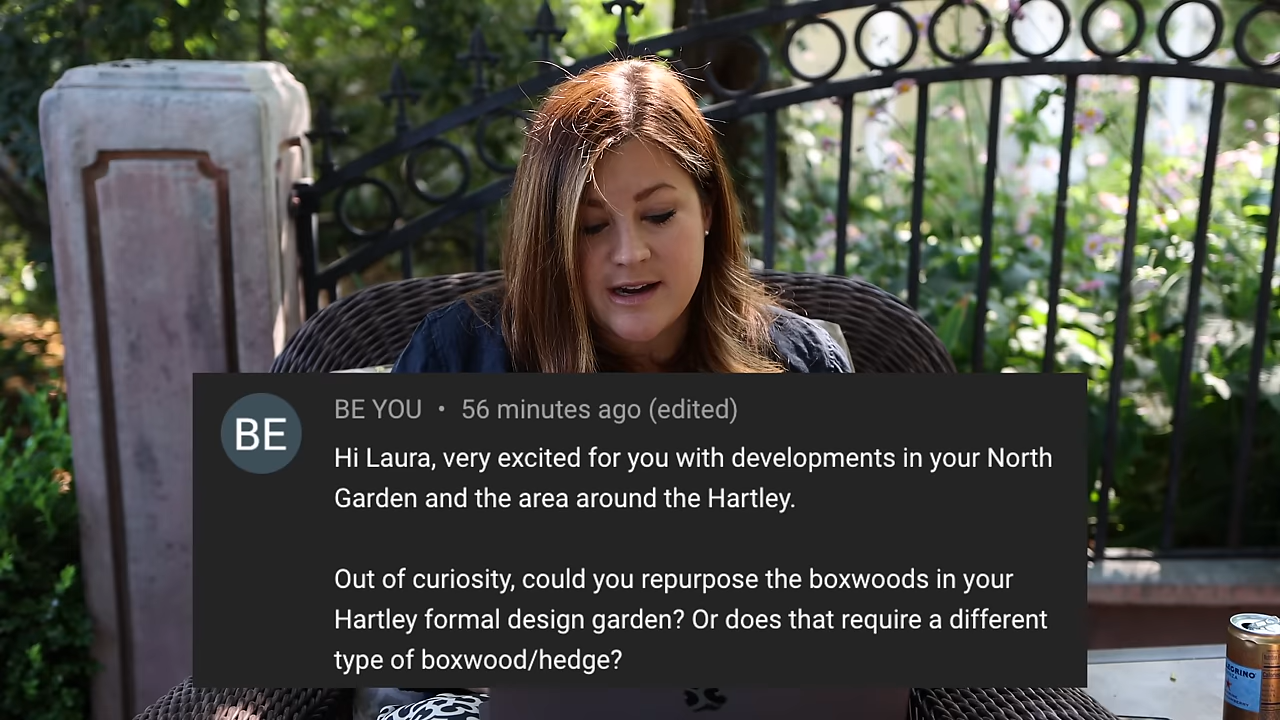 BE
BE YOU • 56 minutes ago (edited)
Hi Laura, very excited for you with developments in your North
Garden and the area around the Hartley.
Out of curiosity, could you repurpose the boxwoods in your
Hartley formal design garden? Or does that require a different
type of boxwood/hedge?